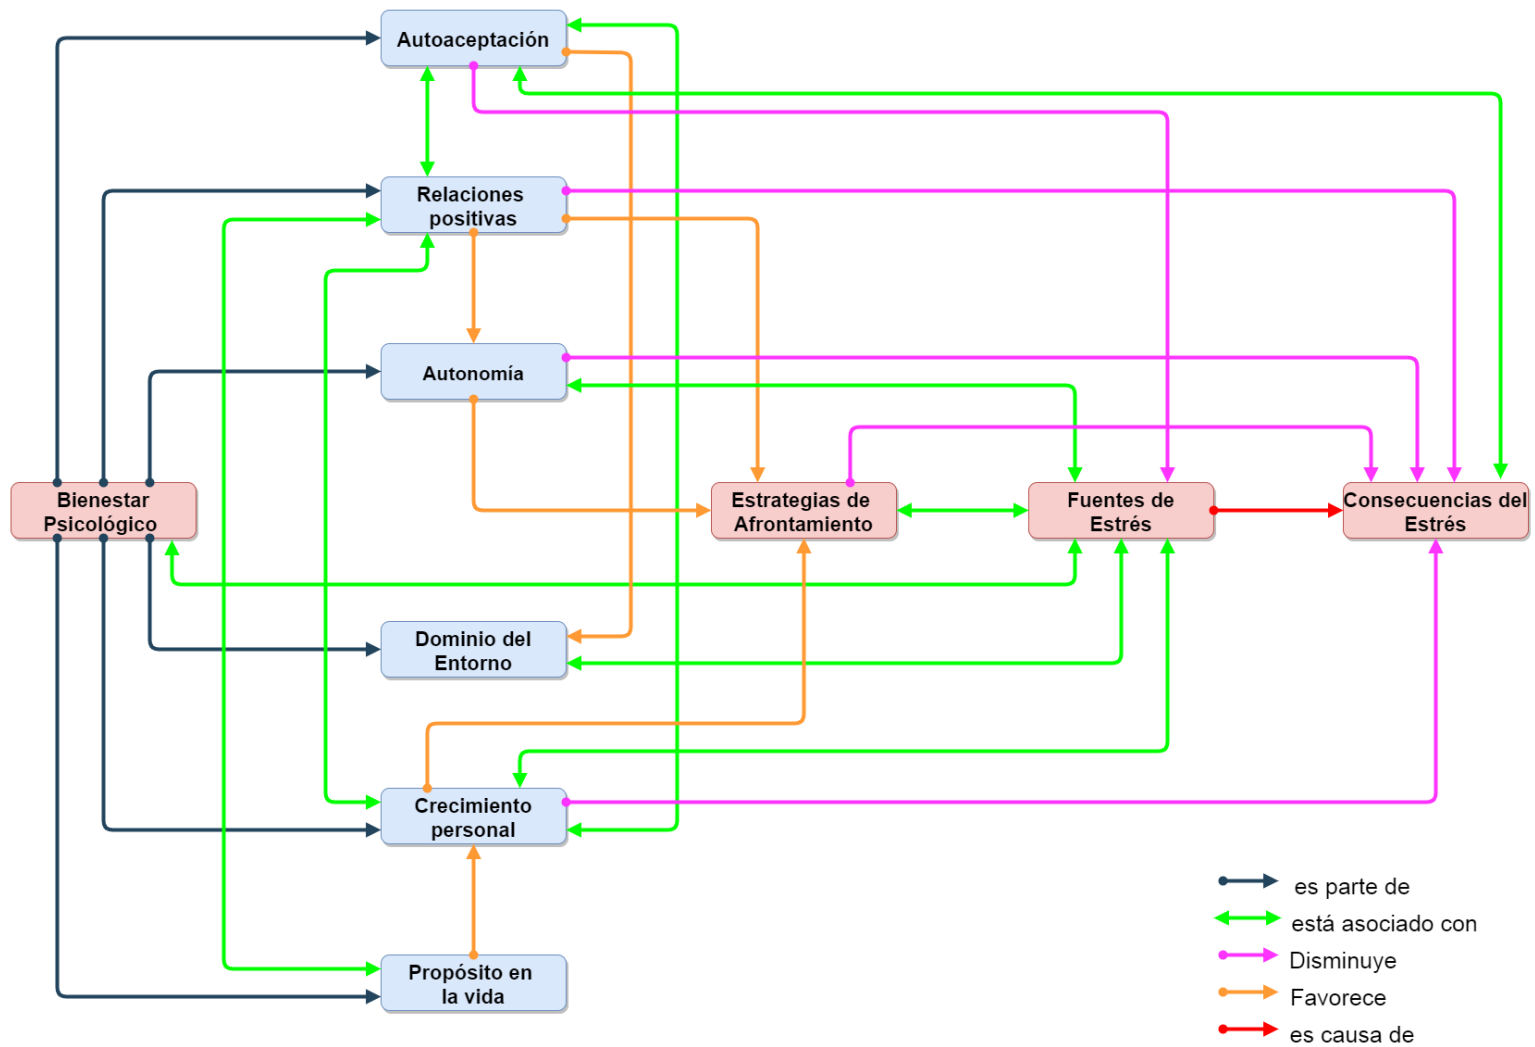 Autoaceptación
Relaciones
positivas
Autonomía
Bienestar
Psicológico
Estrategias de
Afrontamiento
Fuentes de
Estrés
Consecuencias del
Estrés
Dominio del
Entorno
Crecimiento
personal
Propósito en
la vida
es parte de
está asociado con
Disminuye
Favorece
es causa de